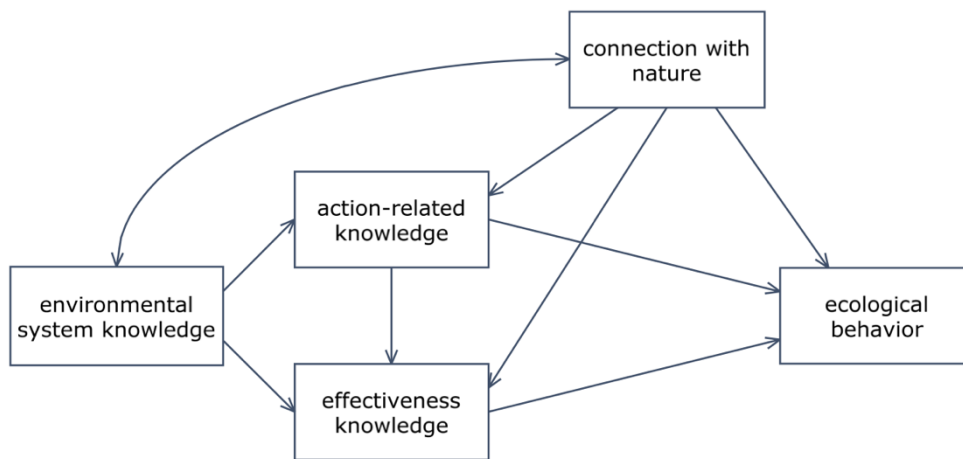 connection with
nature
action-related
knowledge
environmental
system knowledge
ecological
behavior
effectiveness
knowledge